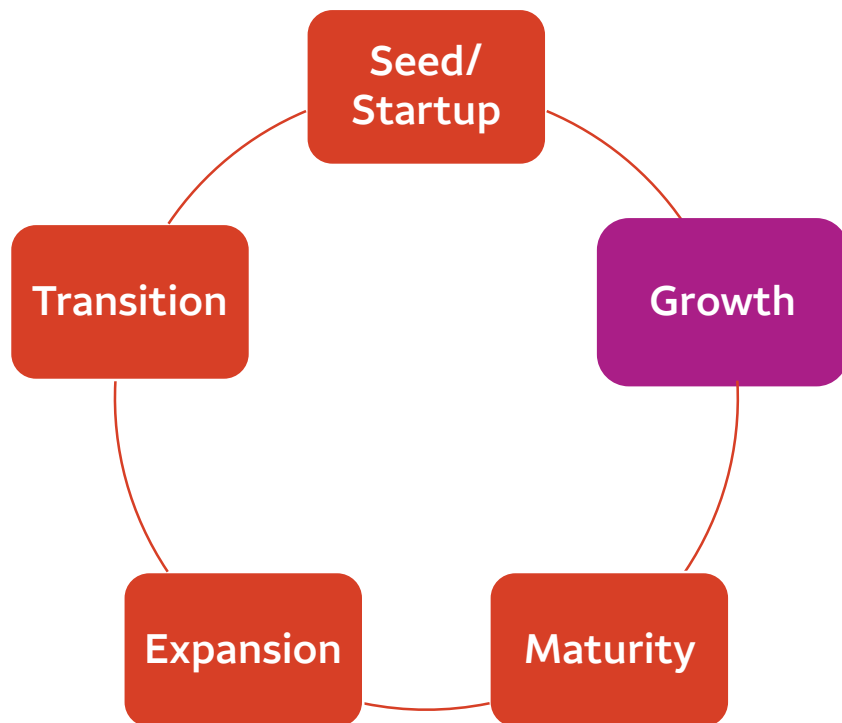 Seed/
Startup
Growth
Maturity
Expansion
Transition